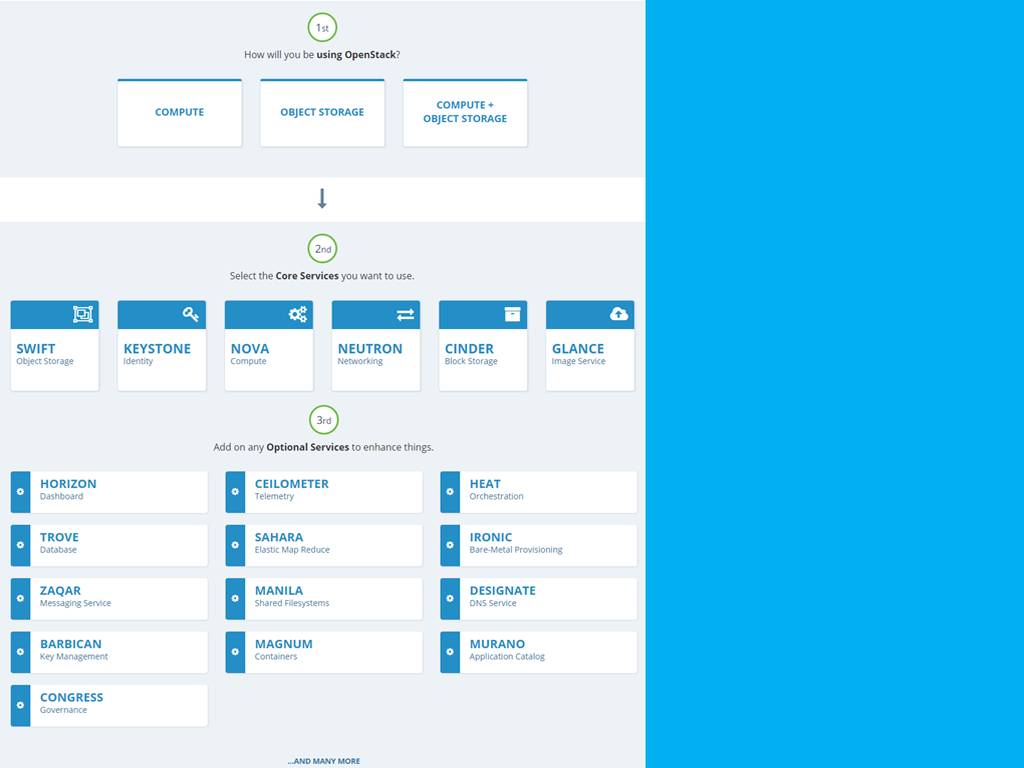 1st
How will you be using OpenStack?
COMPUTE
OBJECT STORAGE
COMPUTE +
OBJECT STORAGE
2nd
Select the Core Services you want to use.
SWIFT
Object Storage
KEYSTONE
Identity
NOVA
Compute
NEUTRON
Networking
CINDER
Block Storage
GLANCE
Image Service
3rd
Add on any Optional Services to enhance things.
HORIZON
Dashboard
CEILOMETER
Telemetry
HEAT
Orchestration
TROVE
Database
SAHARA
Elastic Map Reduce
IRONIC
Bare-Metal Provisioning
ZAQAR
Messaging Service
MANILA
Shared Filesystems
DESIGNATE
DNS Service
BARBICAN
Key Management
MAGNUM
Containers
MURANO
Application Catalog
CONGRESS
Governance
...AND MANY MORE